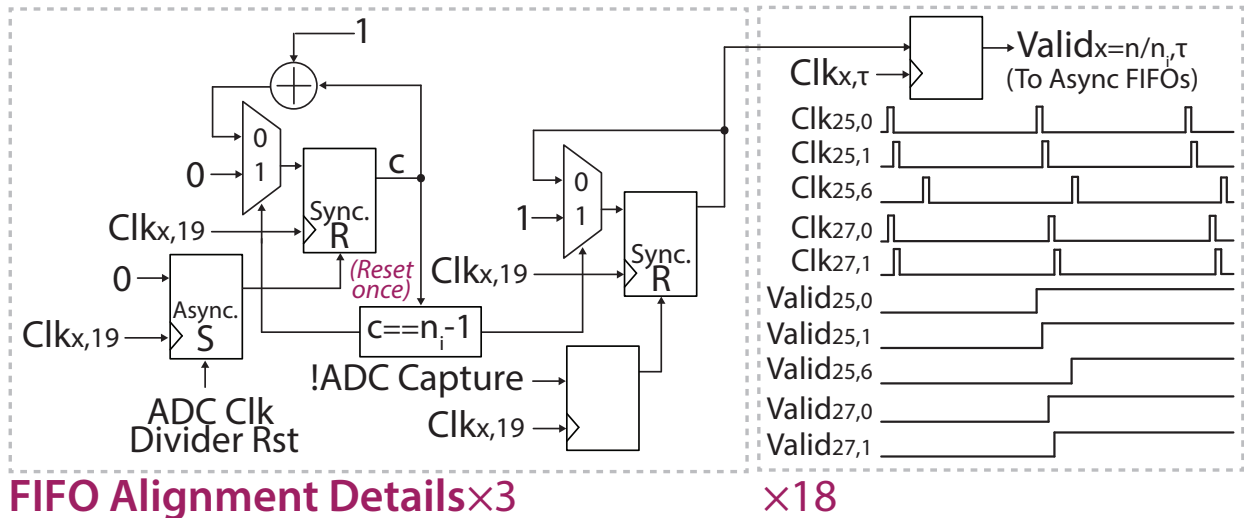 1
0
1
0
c
Sync.
R
Clkx,19
(Reset
once)
0
Async.
S
Clkx,19
ADC Clk
Divider Rst
c==ni-1
0
1
1
Sync.
R
Clkx,19
!ADC Capture
Clkx,19
Clkx,τ
Validx=n/ni,τ
(To Async FIFOs)
Clk25,0
Clk25,1
Clk25,6
Clk27,0
Clk27,1
Valid25,0
Valid25,1
Valid25,6
Valid27,0
Valid27,1
FIFO Alignment Details×3
×18